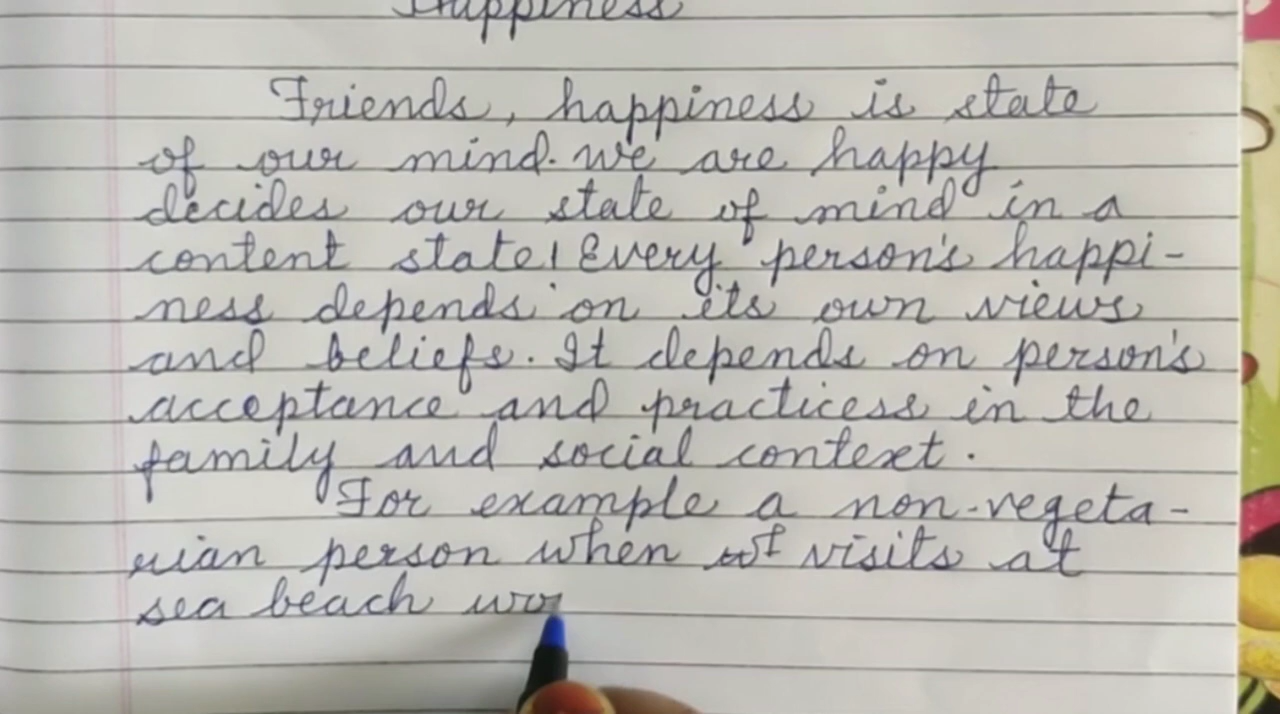 Happiness
Friends, happiness is state
of our mind. we are happy
decides our state of mind in a
content state! Every person's happi-
ness depends on its own views
and beliefs. It depends on person's
acceptance and practicess in the
family and social context.
For example a non-vegeta-
rian person when visits at
sea beach